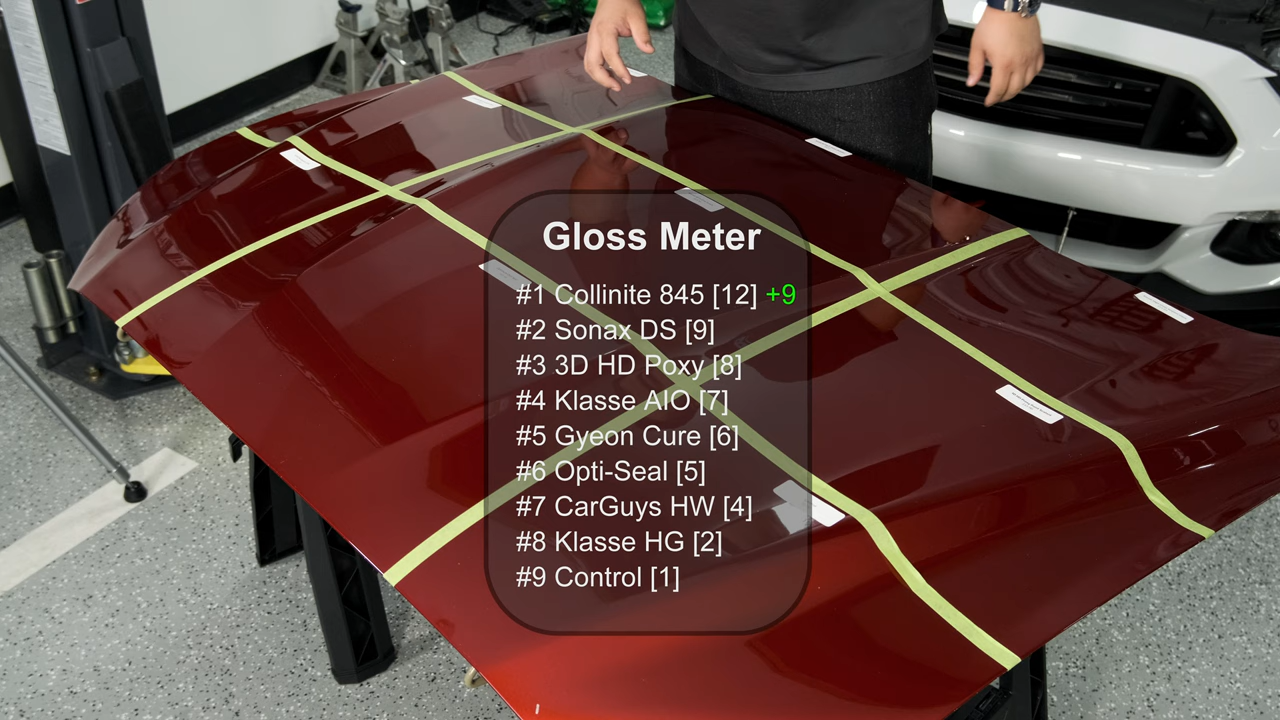 Gloss Meter
#1 Collinite 845 [12] +9
#2 Sonax DS [9]
#3 3D HD Poxy [8]
#4 Klasse AIO [7]
#5 Gyeon Cure [6]
#6 Opti-Seal [5]
#7 CarGuys HW [4]
#8 Klasse HG [2]
#9 Control [1]